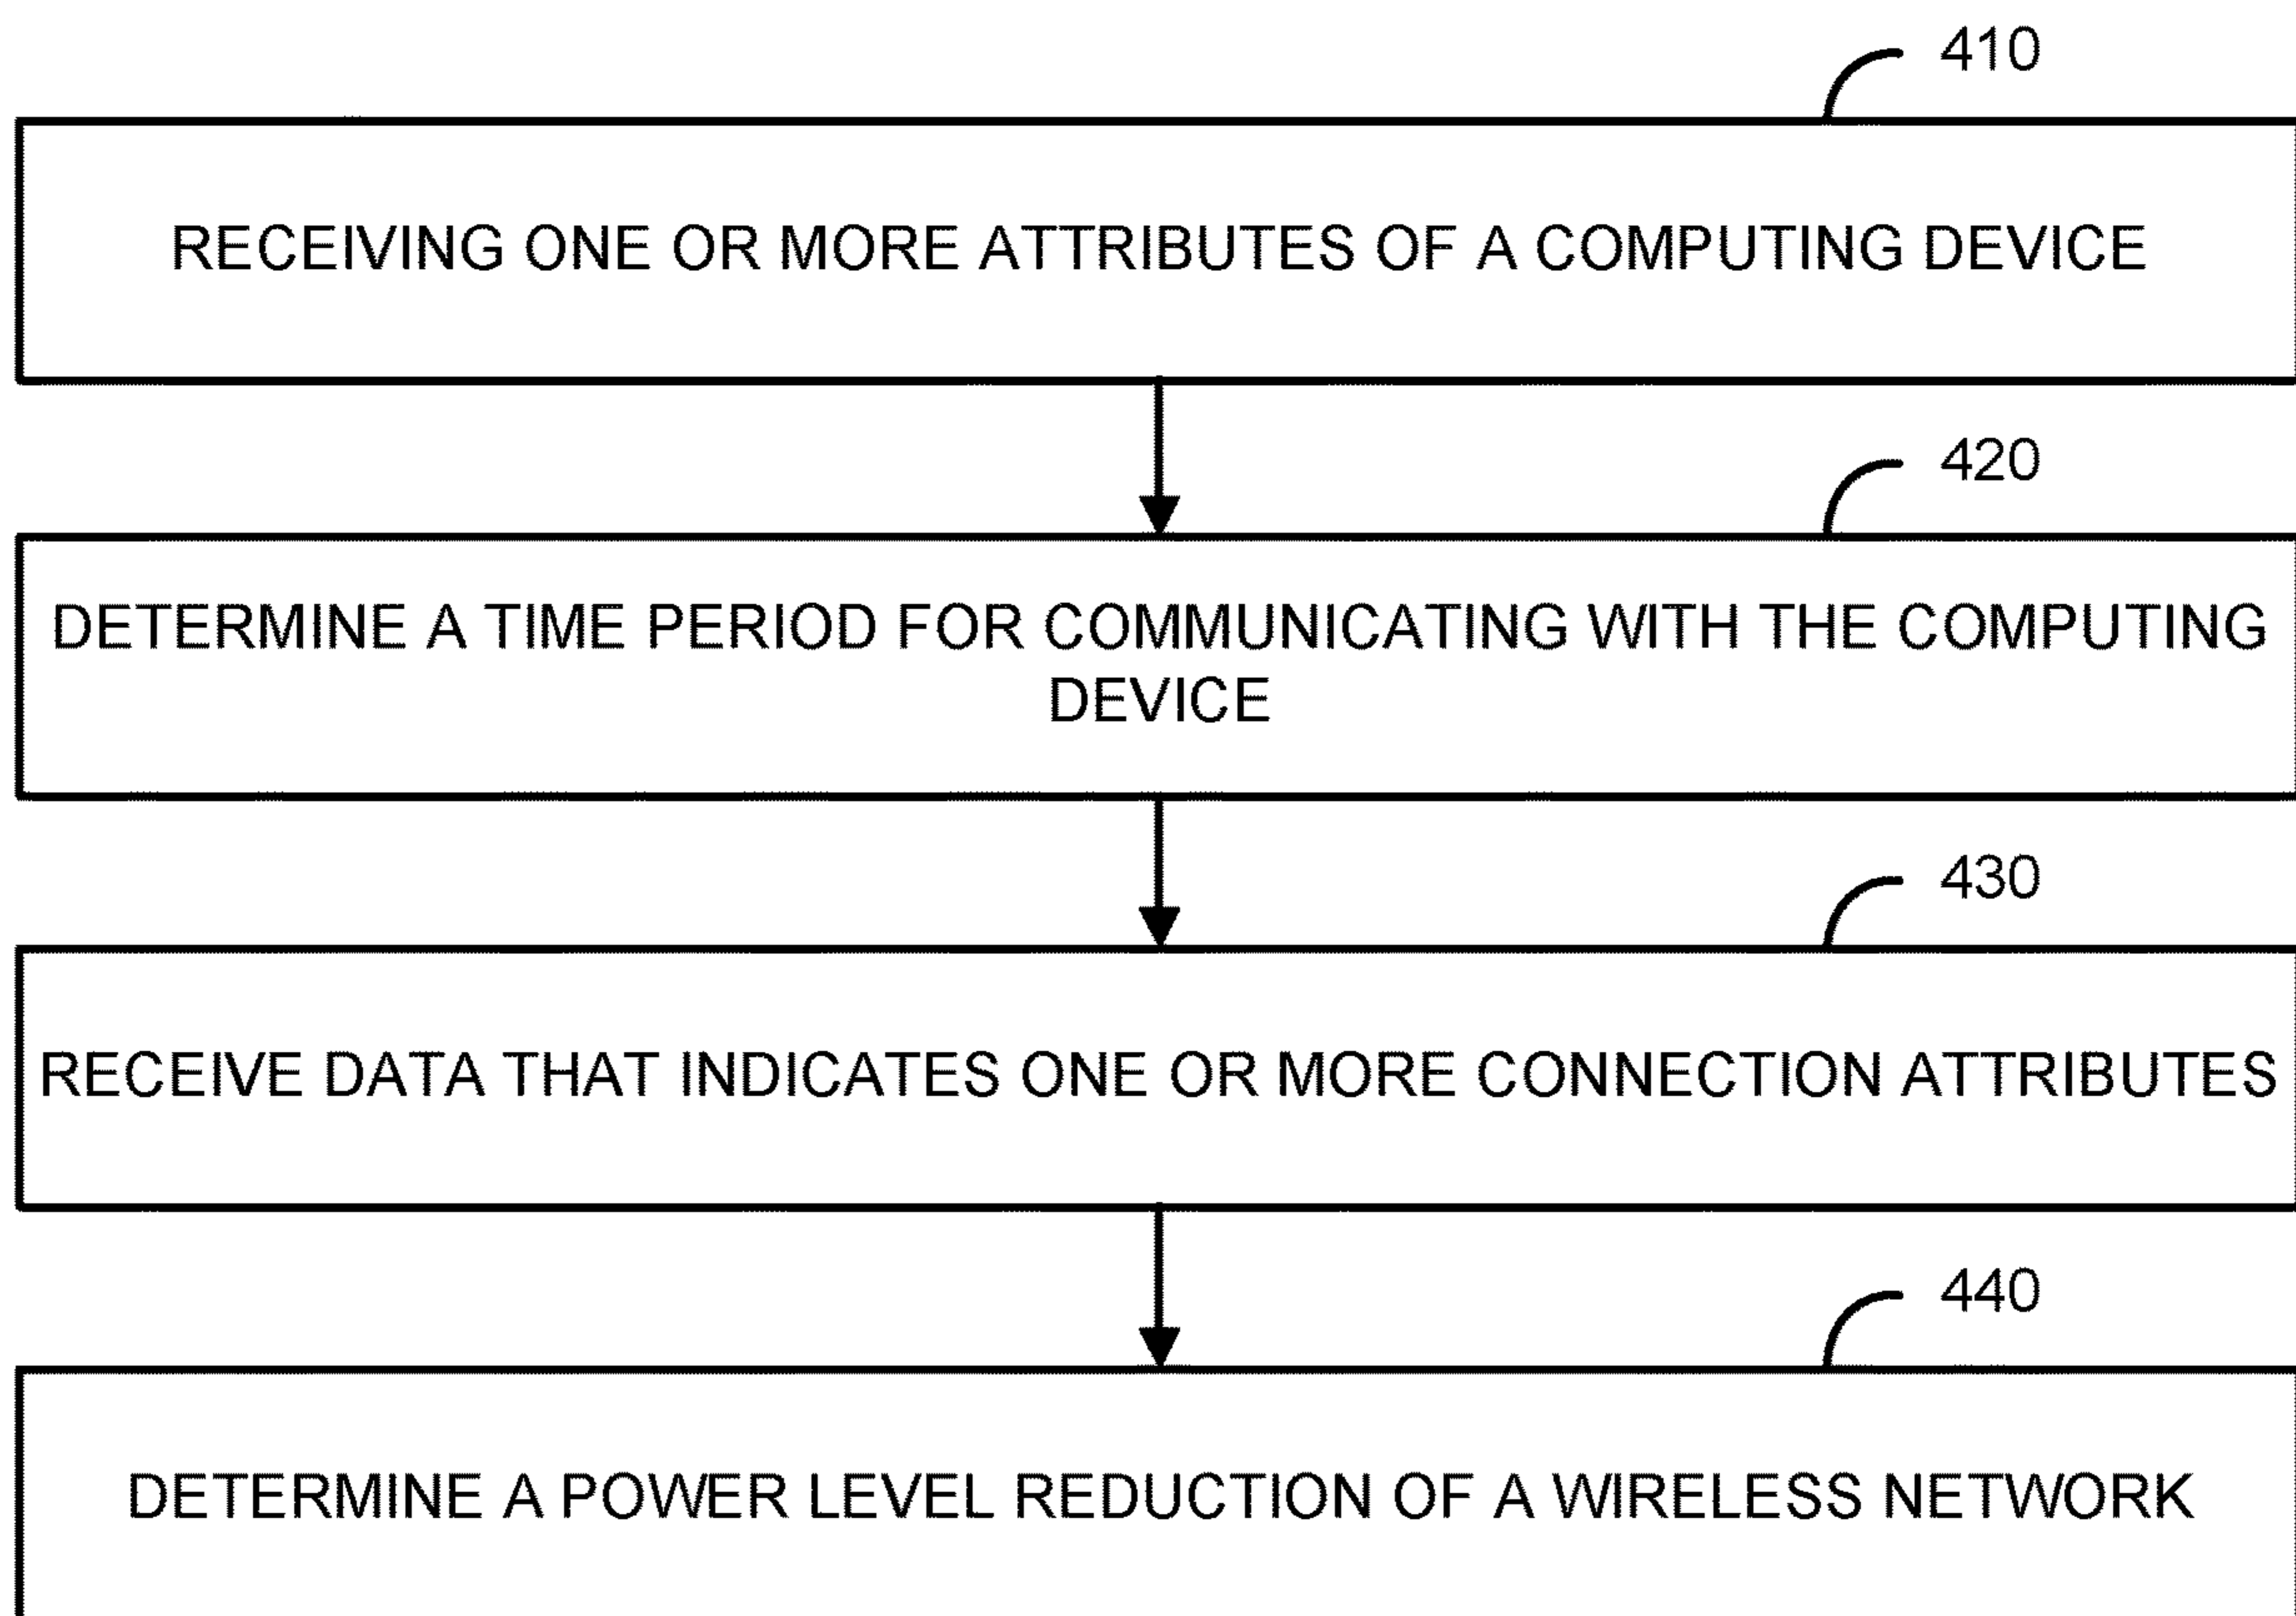 410
RECEIVING ONE OR MORE ATTRIBUTES OF A COMPUTING DEVICE
420
DETERMINE A TIME PERIOD FOR COMMUNICATING WITH THE COMPUTING
DEVICE
430
RECEIVE DATA THAT INDICATES ONE OR MORE CONNECTION ATTRIBUTES
440
DETERMINE A POWER LEVEL REDUCTION OF A WIRELESS NETWORK